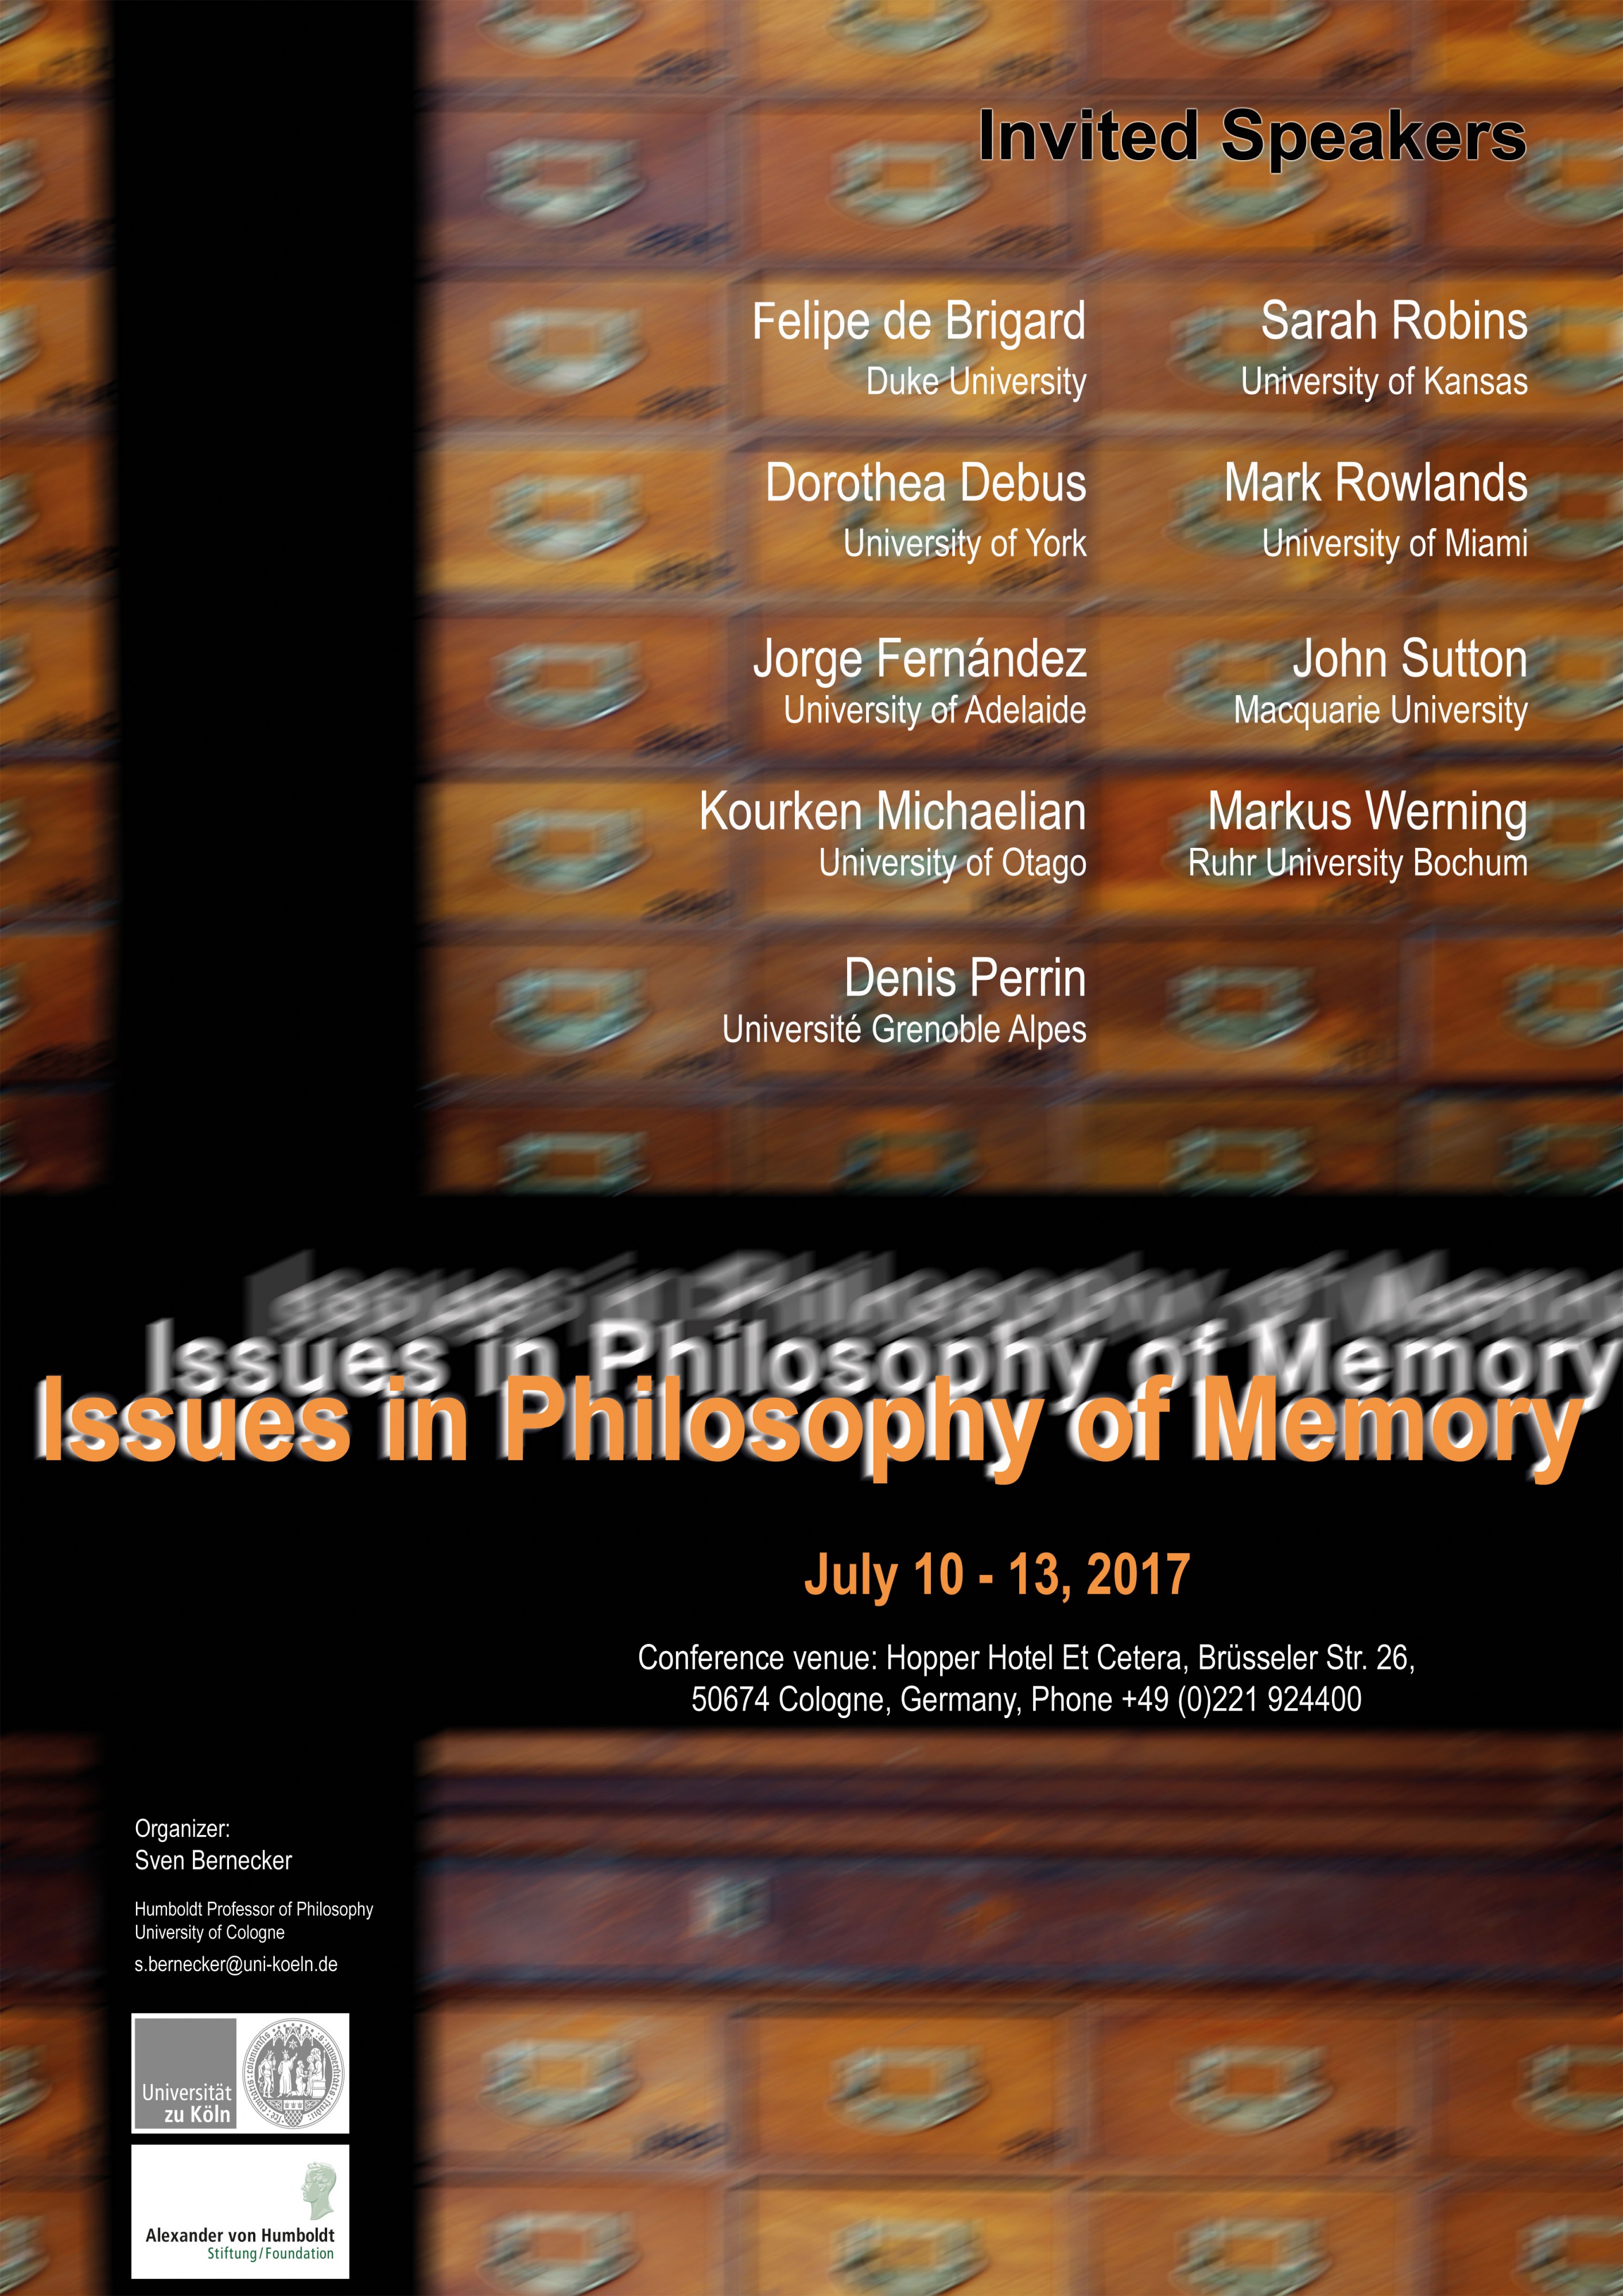 Invited Speakers
Felipe de Brigard
Duke University
Dorothea Debus
University of York
Jorge Fernández
University of Adelaide
Kourken Michaelian
University of Otago
Denis Perrin
Université Grenoble Alpes
Sarah Robins
University of Kansas
Mark Rowlands
University of Miami
John Sutton
Macquarie University
Markus Werning
Ruhr University Bochum
Issues in Philosophy of Memory
Issues in Philosophy of Memory
Issues in Philosophy of Memory
July 10 - 13, 2017
Conference venue: Hopper Hotel Et Cetera, Brüsseler Str. 26,
50674 Cologne, Germany, Phone +49 (0)221 924400
Organizer:
Sven Bernecker
Humboldt Professor of Philosophy
University of Cologne
s.bernecker@uni-koeln.de
Universität
zu Köln
Alexander von Humboldt
Stiftung/Foundation